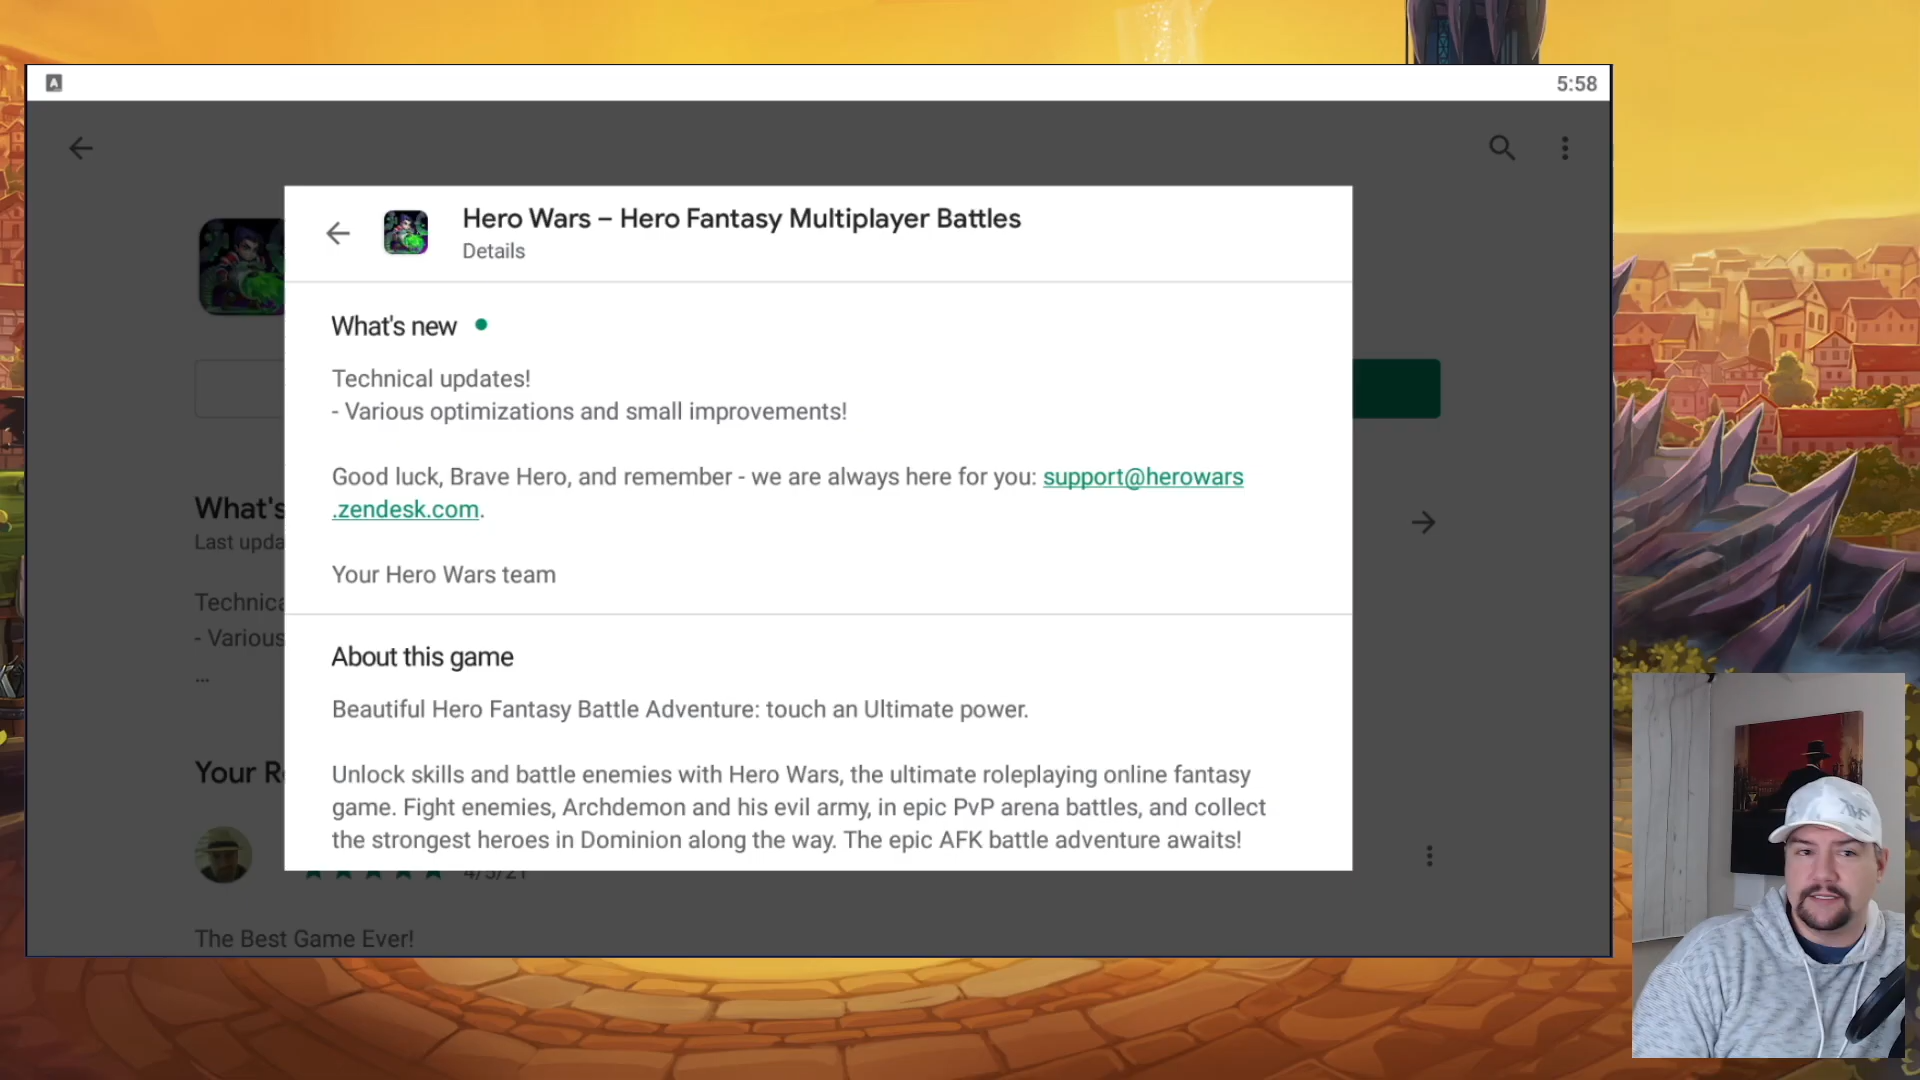 A
5:58
Hero Wars – Hero Fantasy Multiplayer Battles
Details
What's new
Technical updates!
- Various optimizations and small improvements!
Good luck, Brave Hero, and remember - we are always here for you: support@herowars
.zendesk.com.
Your Hero Wars team
About this game
Beautiful Hero Fantasy Battle Adventure: touch an Ultimate power.
Unlock skills and battle enemies with Hero Wars, the ultimate roleplaying online fantasy
game. Fight enemies, Archdemon and his evil army, in epic PvP arena battles, and collect
the strongest heroes in Dominion along the way. The epic AFK battle adventure awaits!
What's
Last upda
Technica
- Various
...
Your R
4/5/21
The Best Game Ever!